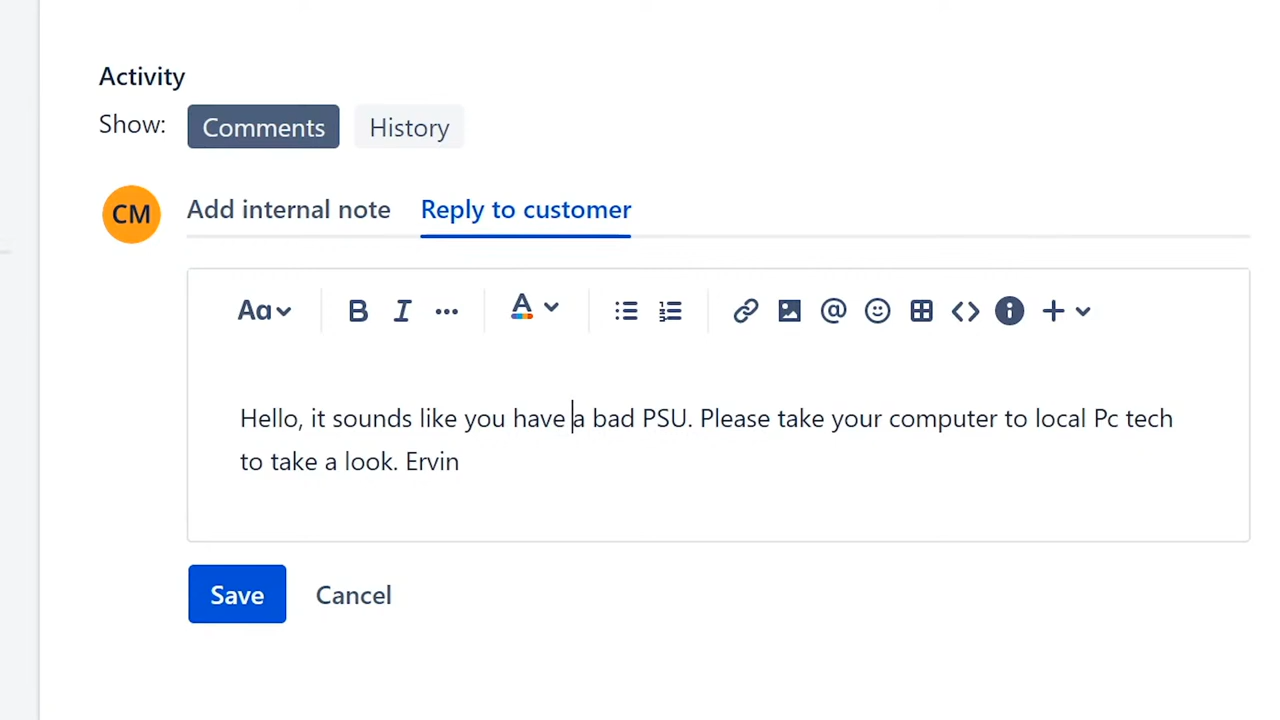 Activity
Show: Comments History
CM Add internal note Reply to customer
Aa B I A @
Hello, it sounds like you have a bad PSU. Please take your computer to local Pc tech
to take a look. Ervin
Save Cancel